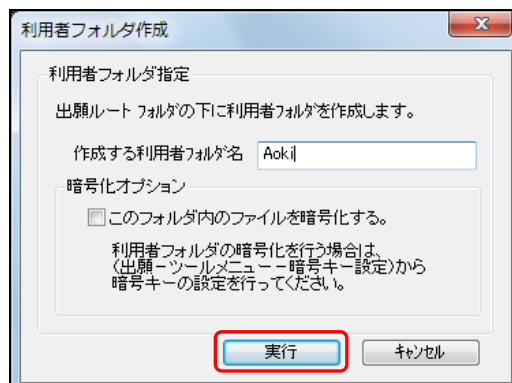 利用者フォルダ作成
利用者フォルダ指定
出願ルート フォルダの下に利用者フォルダを作成します。
作成する利用者フォルダ名 Aoki
暗号化オプション
このフォルダ内のファイルを暗号化する。
利用者フォルダの暗号化を行う場合は、
(出願-ツールメニュー-暗号キー設定)から
暗号キーの設定を行ってください。
実行 キャンセル